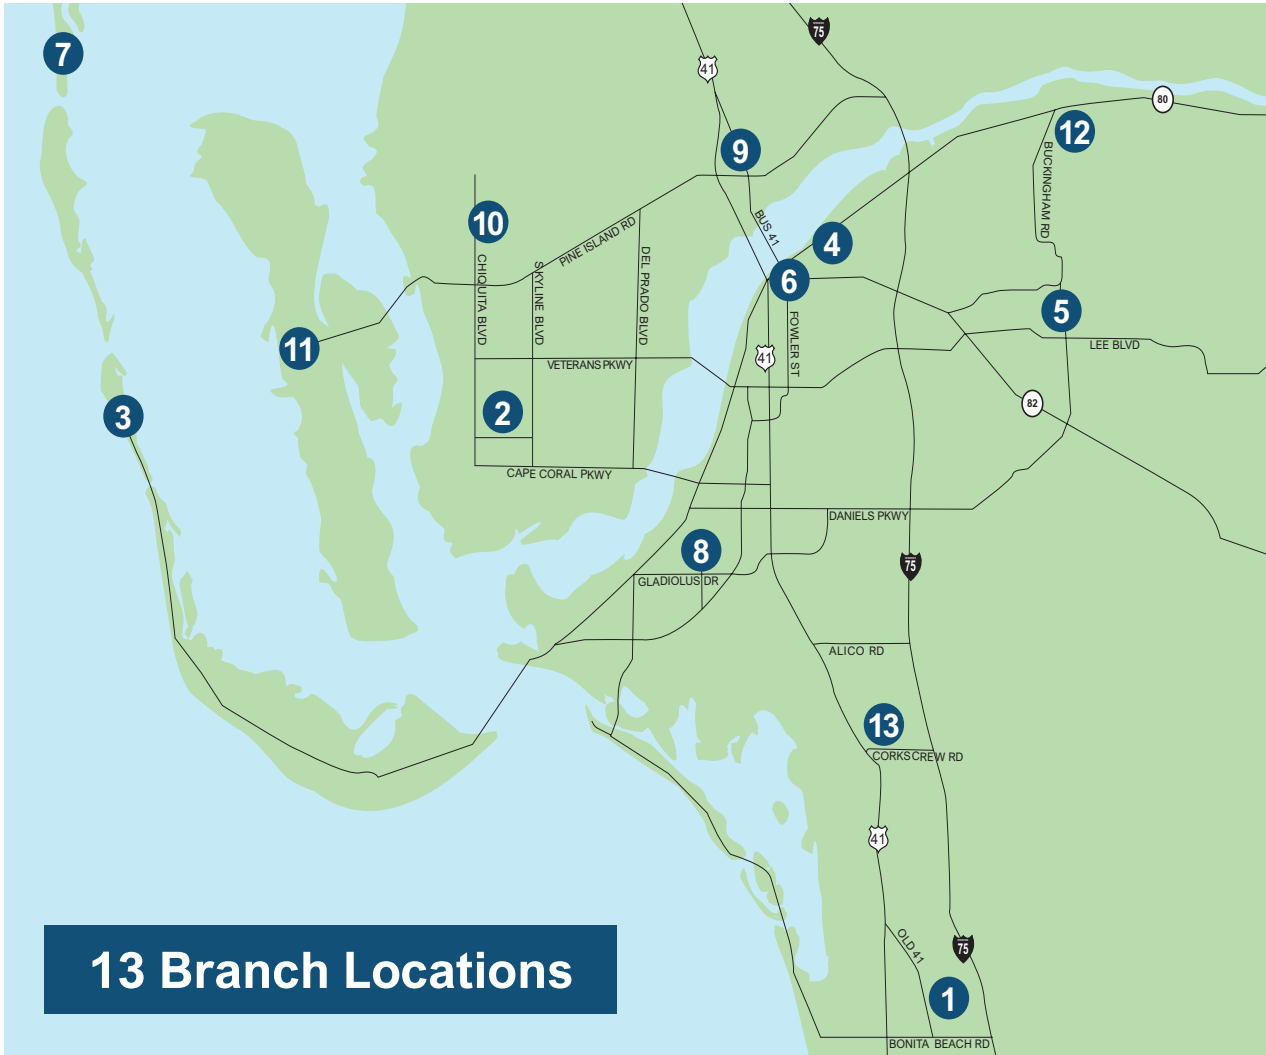 7
75
41
80
12
9
BUCKINGHAM RD
10
BUS 41
4
PINE ISLAND RD
CHIQUITA BLVD
SKYLINE BLVD
DEL PRADO BLVD
6
5
FOWLER ST
11
41
LEE BLVD
VETERANS PKWY
3
2
82
CAPE CORAL PKWY
DANIELS PKWY
8
75
GLADIOLUS DR
ALICO RD
13
CORKSCREW RD
41
OLD 41
75
13 Branch Locations
1
BONITA BEACH RD